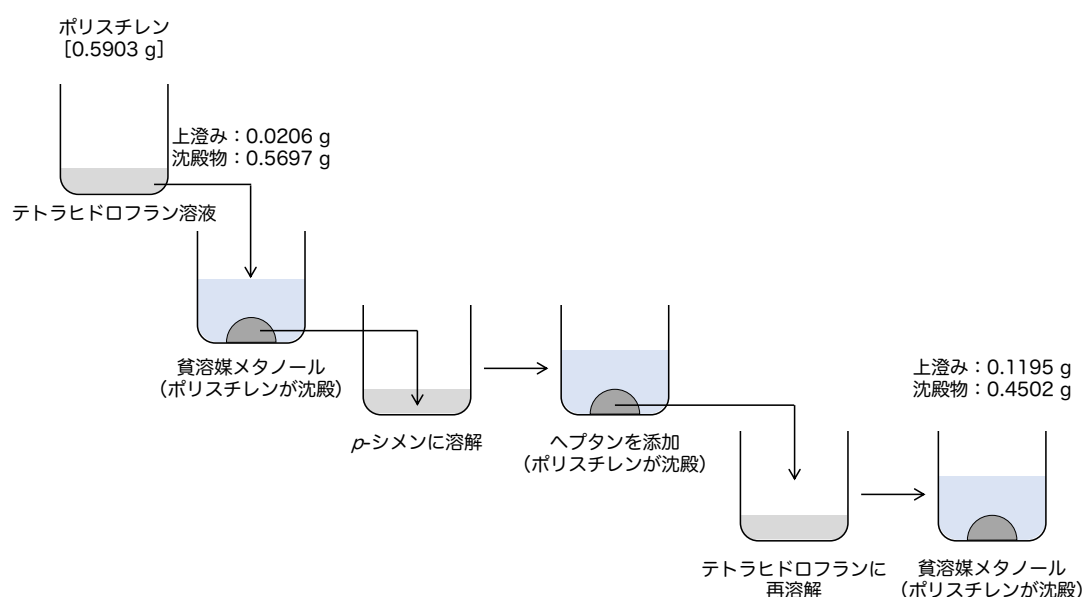 ポリスチレン
[0.5903 g]
上澄み：0.0206 g
沈殿物：0.5697 g
テトラヒドロフラン溶液
貧溶媒メタノール
（ポリスチレンが沈殿）
p-シメンに溶解
ヘプタンを添加
（ポリスチレンが沈殿）
上澄み：0.1195 g
沈殿物：0.4502 g
テトラヒドロフランに
再溶解
貧溶媒メタノール
（ポリスチレンが沈殿）